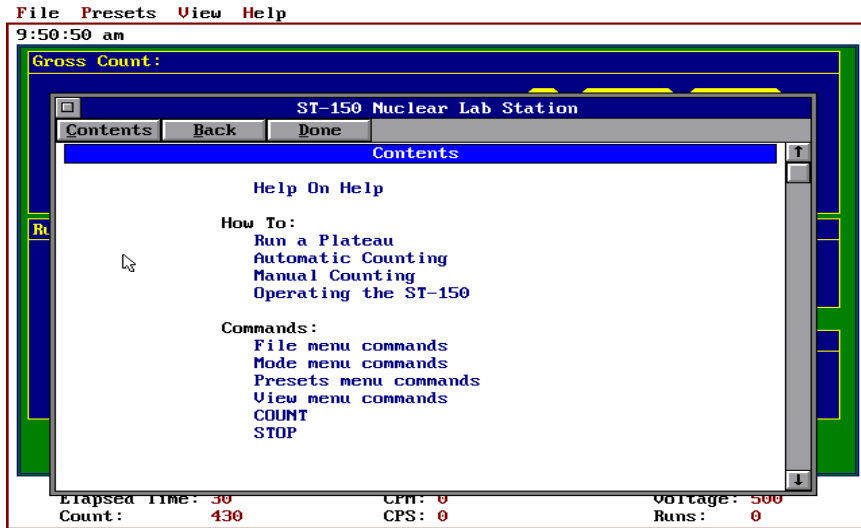 File Presets View Help
9:50:50 am
Gross Count:
ST-150 Nuclear Lab Station
Contents Back Done
Contents
Help On Help
How To:
Run a Plateau
Automatic Counting
Manual Counting
Operating the ST-150
Commands:
File menu commands
Mode menu commands
Presets menu commands
View menu commands
COUNT
STOP
Elapsed Time: 30 CPM: 0 Voltage: 500
Count: 430 CPS: 0 Runs: 0